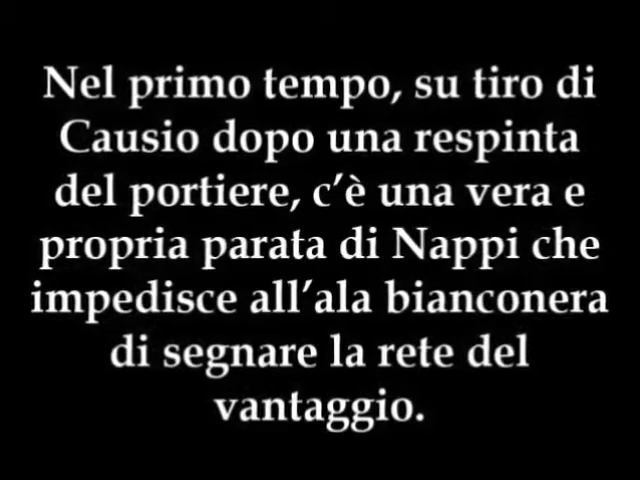 Nel primo tempo, su tiro di
Causio dopo una respinta
del portiere, c’è una vera e
propria parata di Nappi che
impedisce all’ala bianconera
di segnare la rete del
vantaggio.